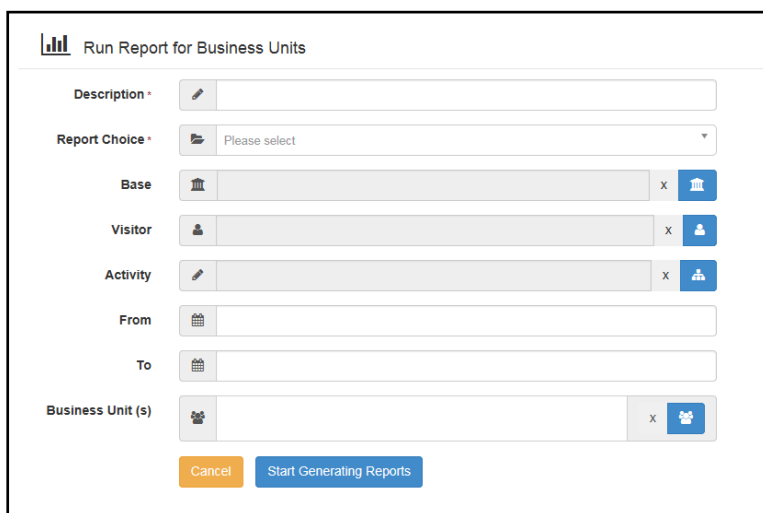 Run Report for Business Units
Description *
Report Choice * Please select
Base x
Visitor x
Activity x
From
To
Business Unit (s) x
Cancel Start Generating Reports